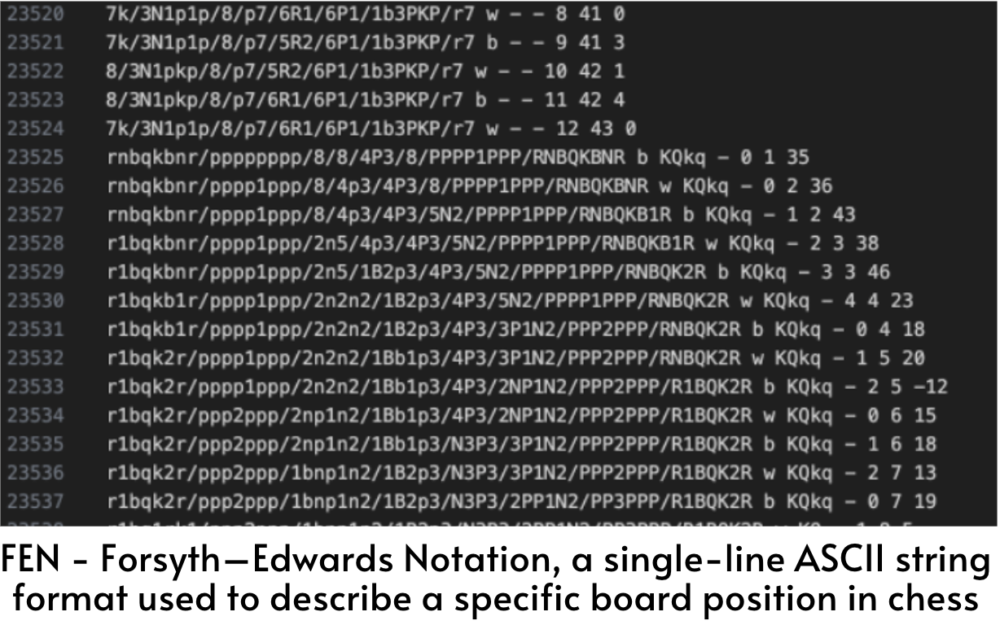 23520 7k/3N1p1p/8/p7/6R1/6P1/1b3PKP/r7 w - - 8 41 0
23521 7k/3N1p1p/8/p7/5R2/6P1/1b3PKP/r7 b - - 9 41 3
23522 8/3N1pkp/8/p7/5R2/6P1/1b3PKP/r7 w - - 10 42 1
23523 8/3N1pkp/8/p7/6R1/6P1/1b3PKP/r7 b - - 11 42 4
23524 7k/3N1p1p/8/p7/6R1/6P1/1b3PKP/r7 w - - 12 43 0
23525 rnbqkbnr/pppppppp/8/8/4P3/8/PPPP1PPP/RNBQKBNR b KQkq - 0 1 35
23526 rnbqkbnr/pppp1ppp/8/4p3/4P3/8/PPPP1PPP/RNBQKBNR w KQkq - 0 2 36
23527 rnbqkbnr/pppp1ppp/8/4p3/4P3/5N2/PPPP1PPP/RNBQKB1R b KQkq - 1 2 43
23528 r1bqkbnr/pppp1ppp/2n5/4p3/4P3/5N2/PPPP1PPP/RNBQKB1R w KQkq - 2 3 38
23529 r1bqkbnr/pppp1ppp/2n5/1B2p3/4P3/5N2/PPPP1PPP/RNBQK2R b KQkq - 3 3 46
23530 r1bqkb1r/pppp1ppp/2n2n2/1B2p3/4P3/5N2/PPPP1PPP/RNBQK2R w KQkq - 4 4 23
23531 r1bqkb1r/pppp1ppp/2n2n2/1B2p3/4P3/3P1N2/PPP2PPP/RNBQK2R b KQkq - 0 4 18
23532 r1bqk2r/pppp1ppp/2n2n2/1Bb1p3/4P3/3P1N2/PPP2PPP/RNBQK2R w KQkq - 1 5 20
23533 r1bqk2r/pppp1ppp/2n2n2/1Bb1p3/4P3/2NP1N2/PPP2PPP/R1BQK2R b KQkq - 2 5 -12
23534 r1bqk2r/ppp2ppp/2np1n2/1Bb1p3/4P3/2NP1N2/PPP2PPP/R1BQK2R w KQkq - 0 6 15
23535 r1bqk2r/ppp2ppp/2np1n2/1Bb1p3/N3P3/3P1N2/PPP2PPP/R1BQK2R b KQkq - 1 6 18
23536 r1bqk2r/ppp2ppp/1bnp1n2/1B2p3/N3P3/3P1N2/PPP2PPP/R1BQK2R w KQkq - 2 7 13
23537 r1bqk2r/ppp2ppp/1bnp1n2/1B2p3/N3P3/2PP1N2/PP3PPP/R1BQK2R b KQkq - 0 7 19
FEN - Forsyth–Edwards Notation, a single-line ASCII string
format used to describe a specific board position in chess